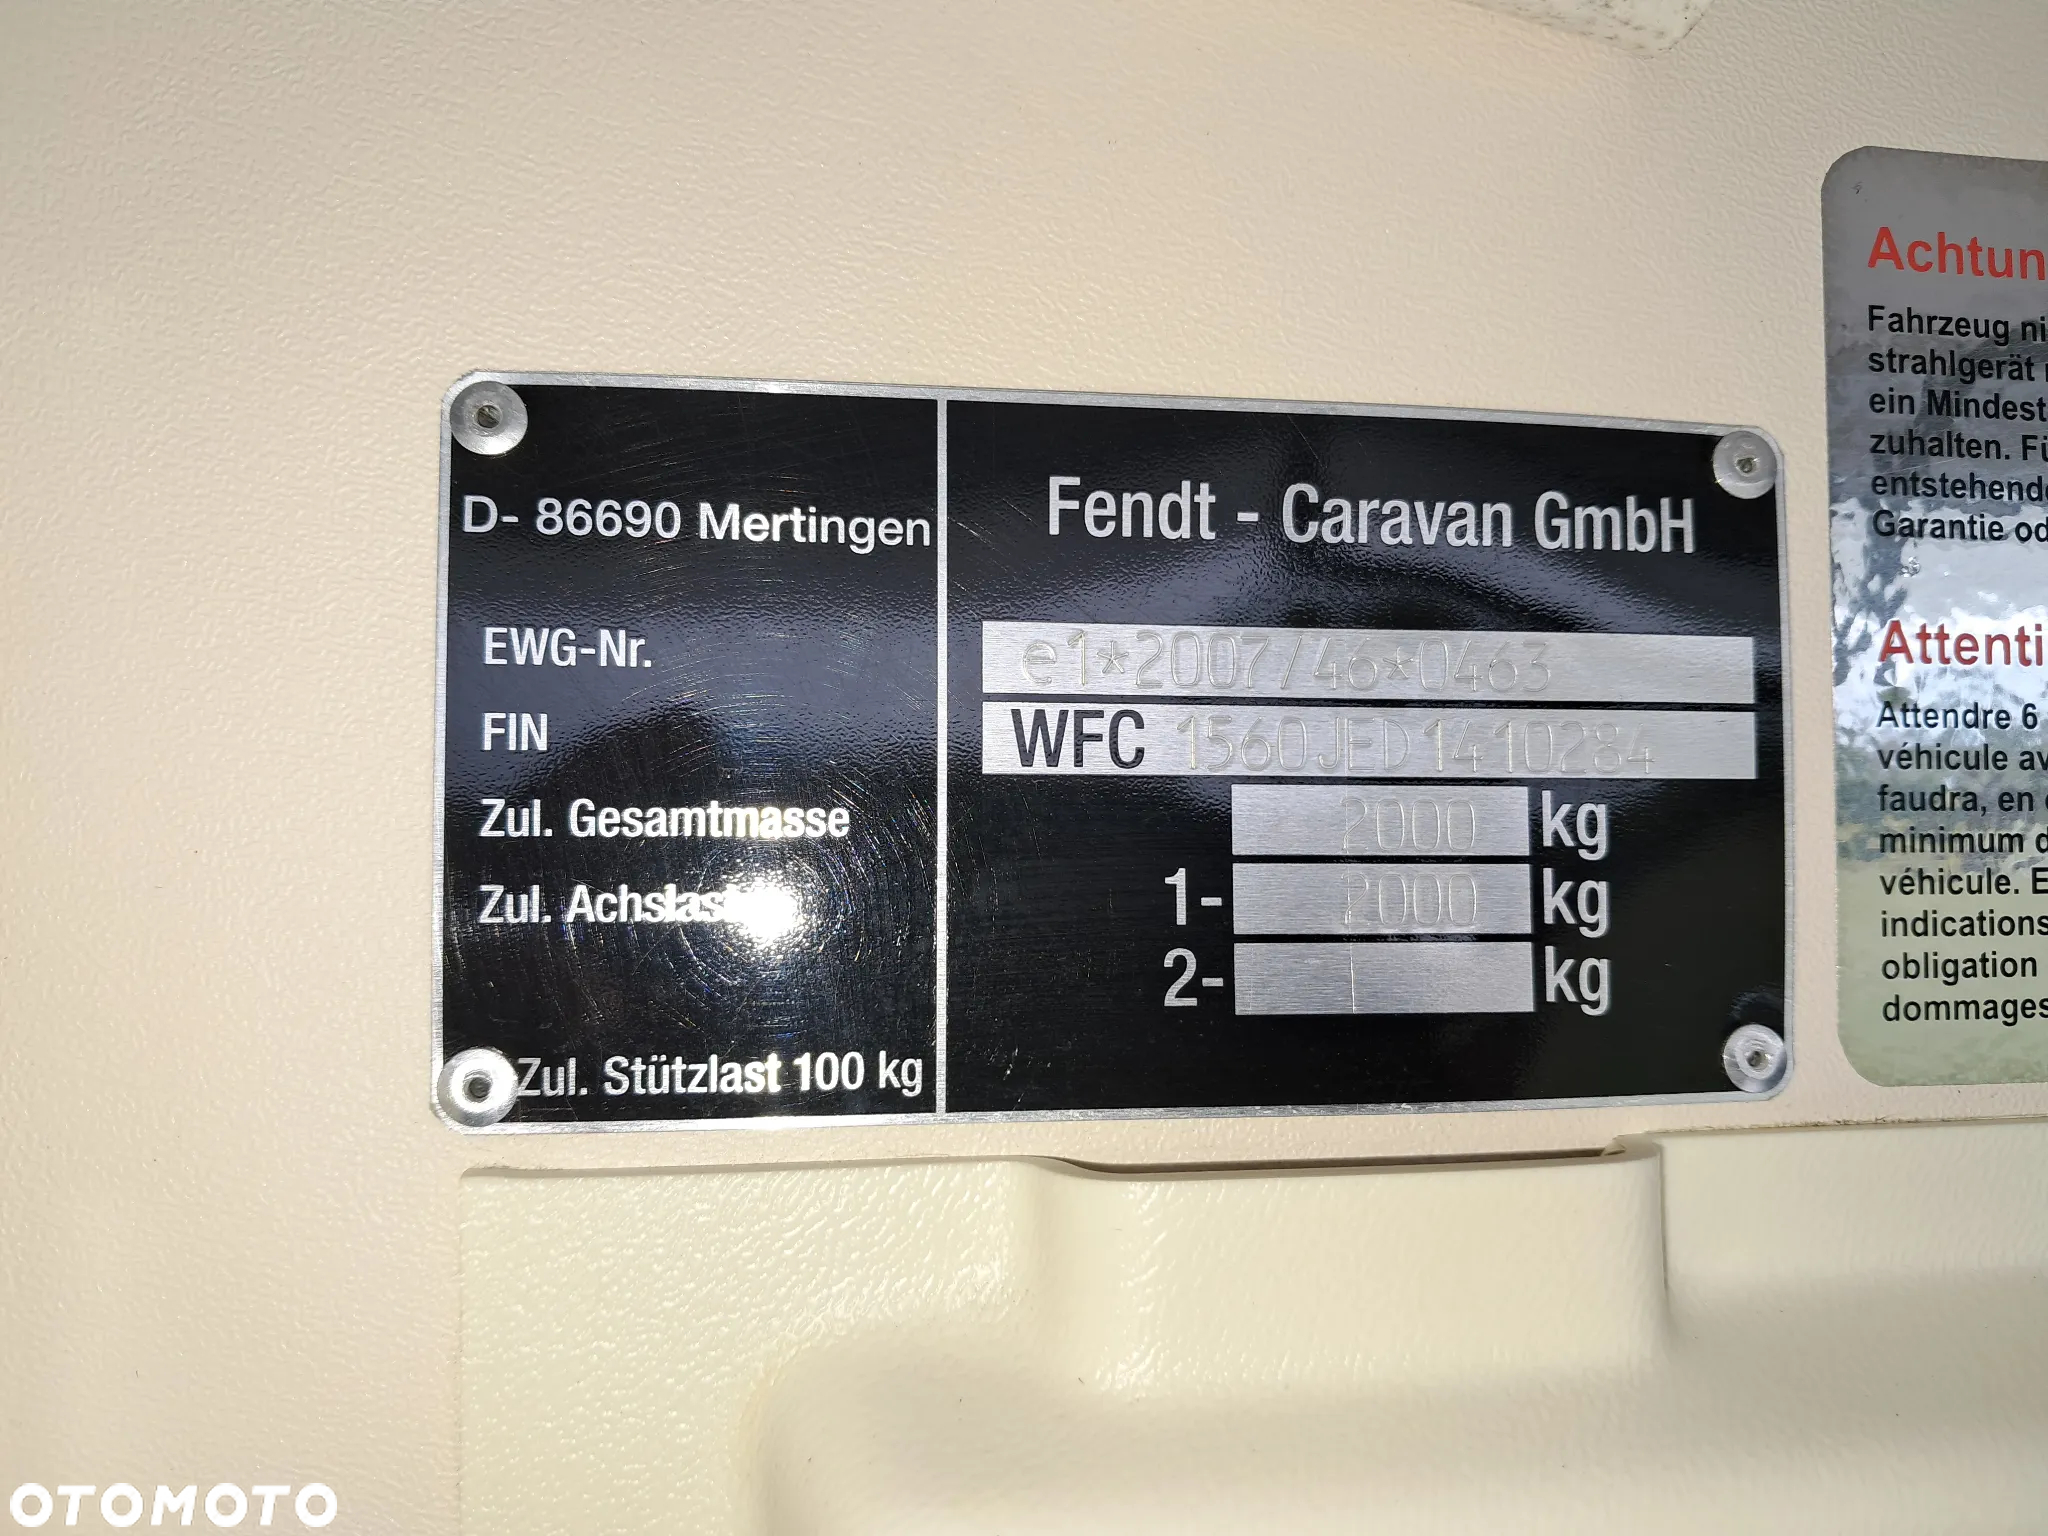 D- 86690 Mertingen
Fendt - Caravan GmbH
EWG-Nr. e1*2007/46*0463
FIN WFC 1560JED1410284
Zul. Gesamtmasse 2000 kg
Zul. Achslast 1- 2000 kg
2- kg
Zul. Stützlast 100 kg
Achtun
Fahrzeug ni
strahlgerät
ein Mindest
zuhalten. Fü
entstehend
Garantie od
Attenti
Attendre 6
véhicule av
faudra, en
minimum d
véhicule. E
indications
obligation
dommages
OTOMOTO